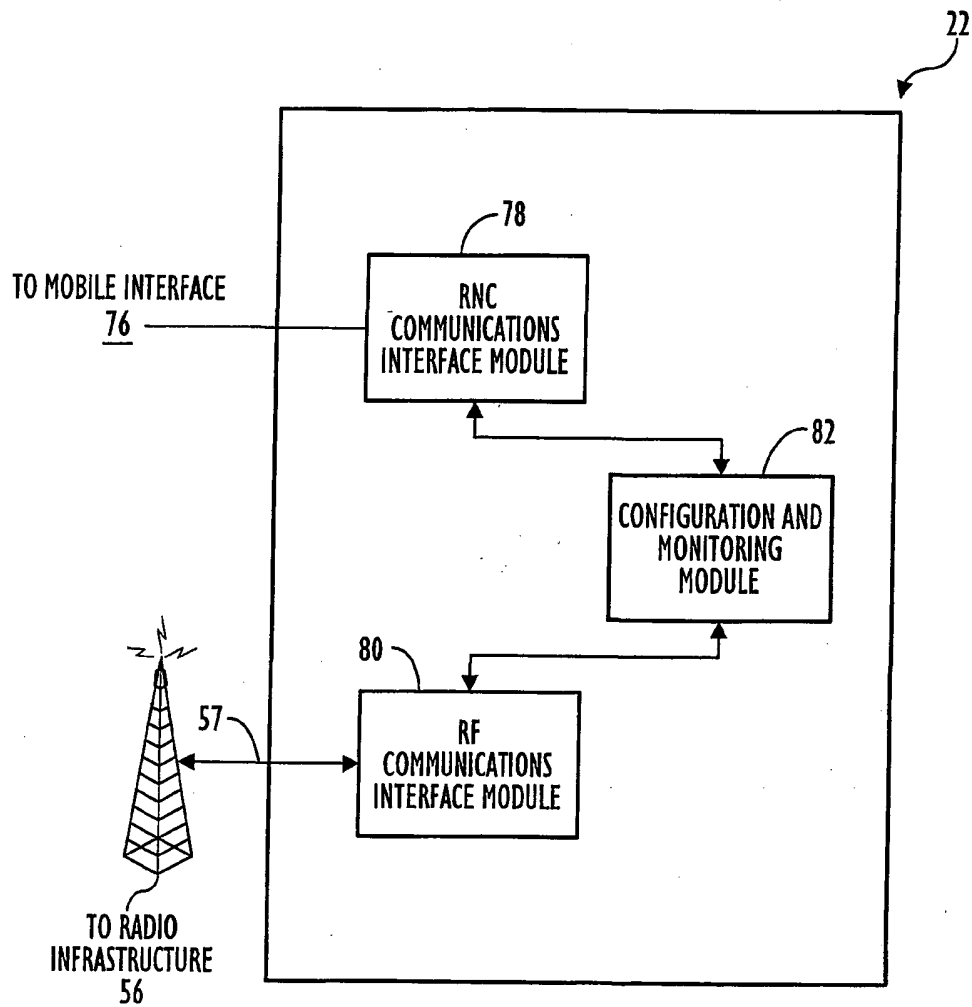 22
78
TO MOBILE INTERFACE
76
RNC
COMMUNICATIONS
INTERFACE MODULE
82
CONFIGURATION AND
MONITORING
MODULE
80
57
RF
COMMUNICATIONS
INTERFACE MODULE
TO RADIO
INFRASTRUCTURE
56